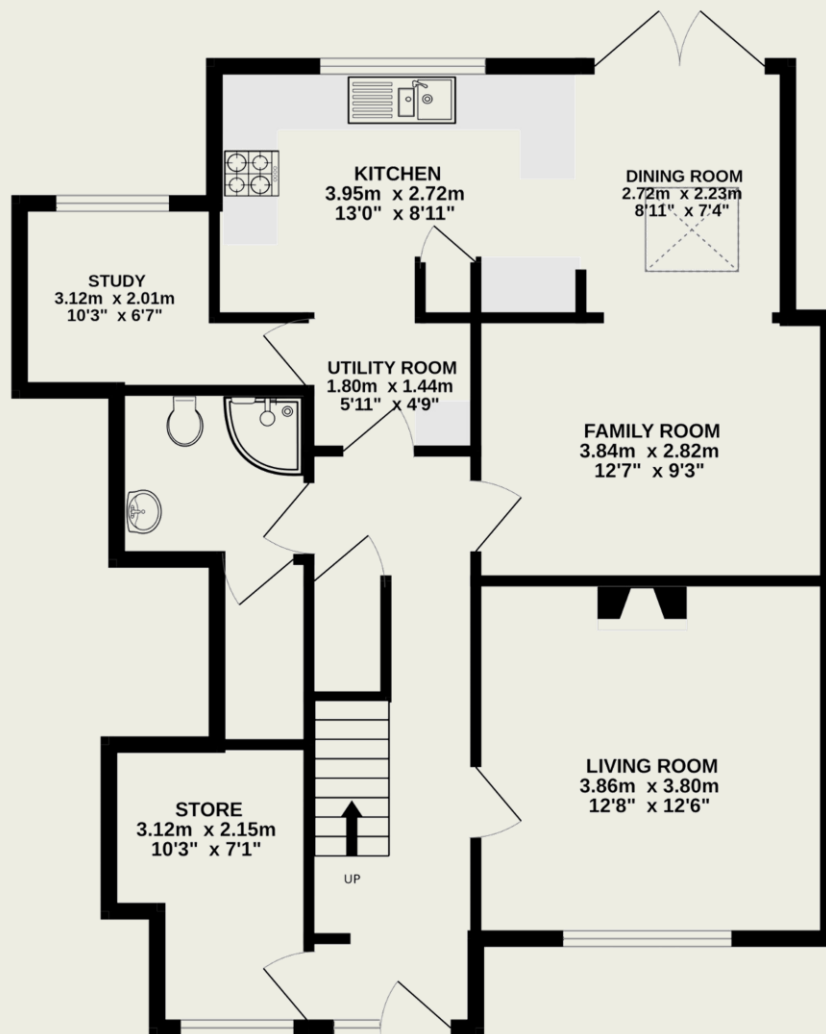 KITCHEN
3.95m x 2.72m
13'0" x 8'11"
DINING ROOM
2.72m x 2.23m
8'11" x 7'4"
STUDY
3.12m x 2.01m
10'3" x 6'7"
UTILITY ROOM
1.80m x 1.44m
5'11" x 4'9"
FAMILY ROOM
3.84m x 2.82m
12'7" x 9'3"
LIVING ROOM
3.86m x 3.80m
12'8" x 12'6"
STORE
3.12m x 2.15m
10'3" x 7'1"
UP